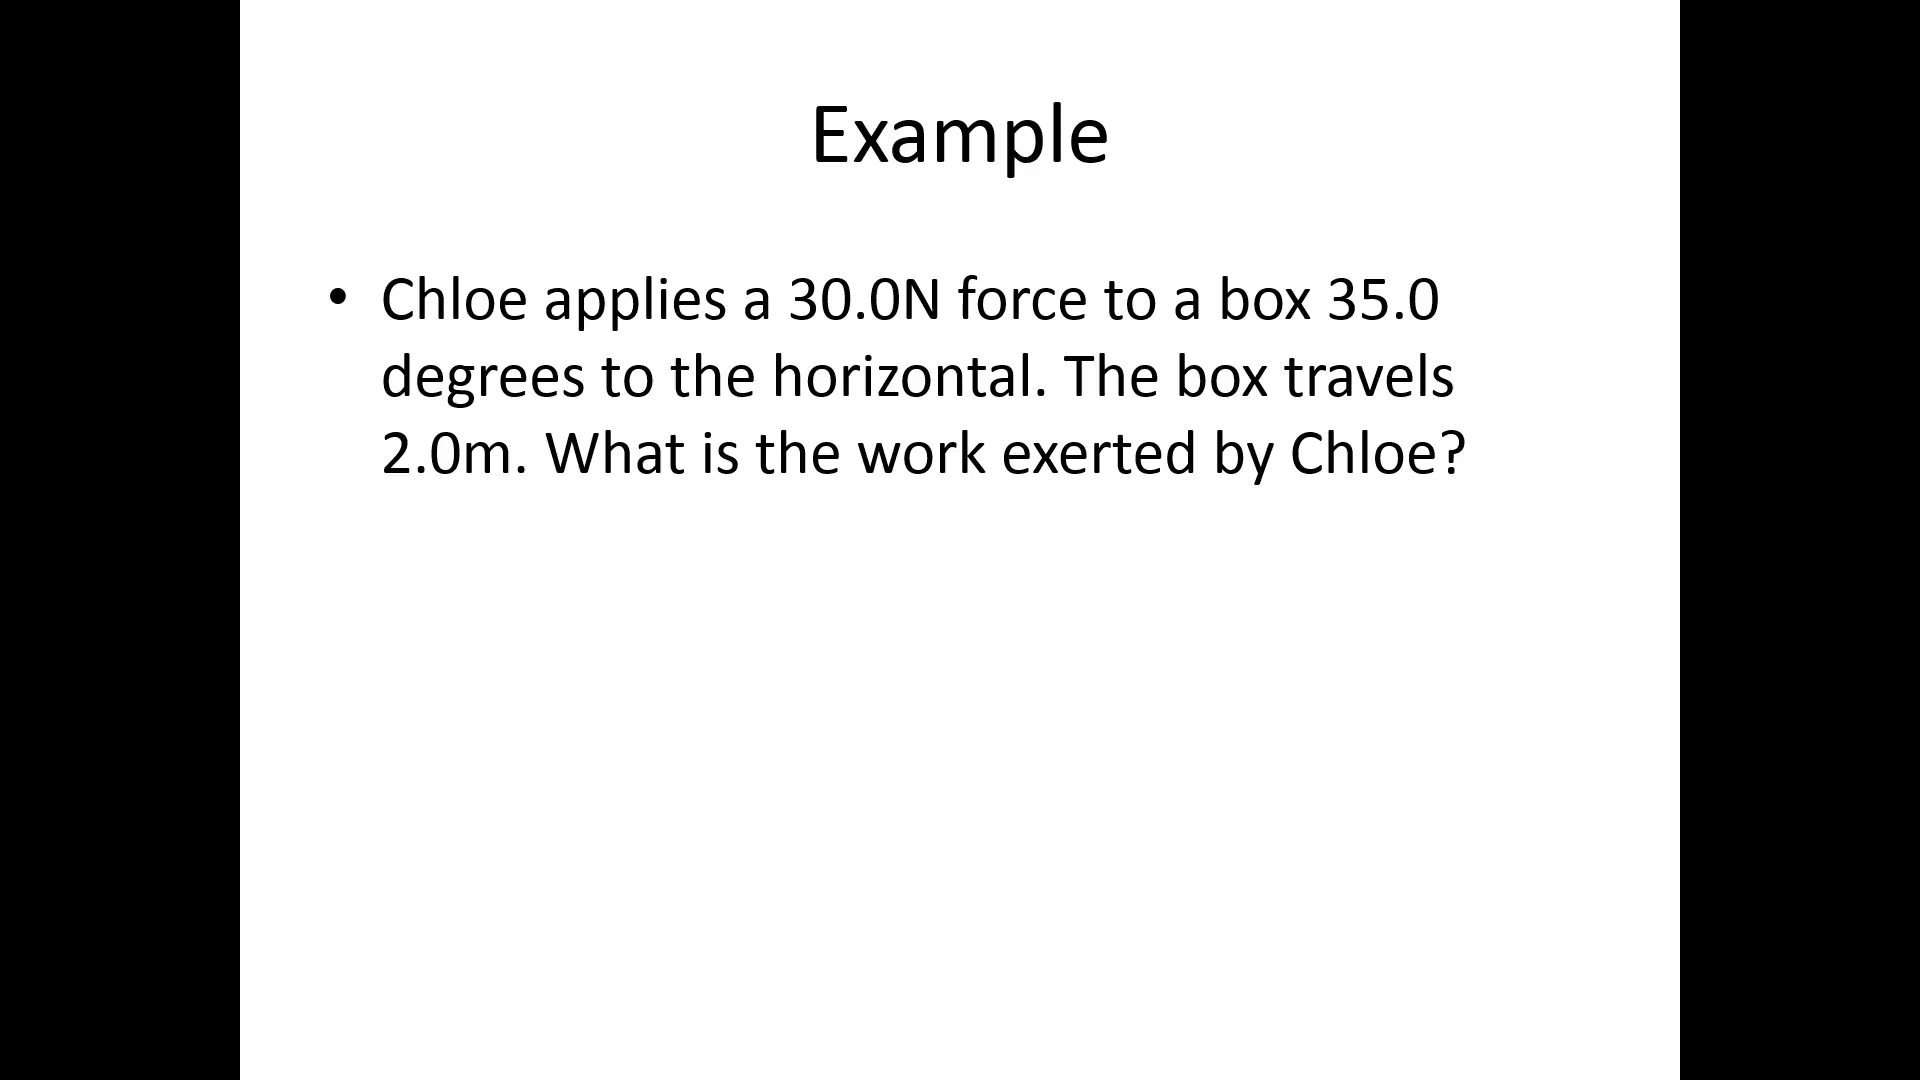 Example
• Chloe applies a 30.0N force to a box 35.0
degrees to the horizontal. The box travels
2.0m. What is the work exerted by Chloe?